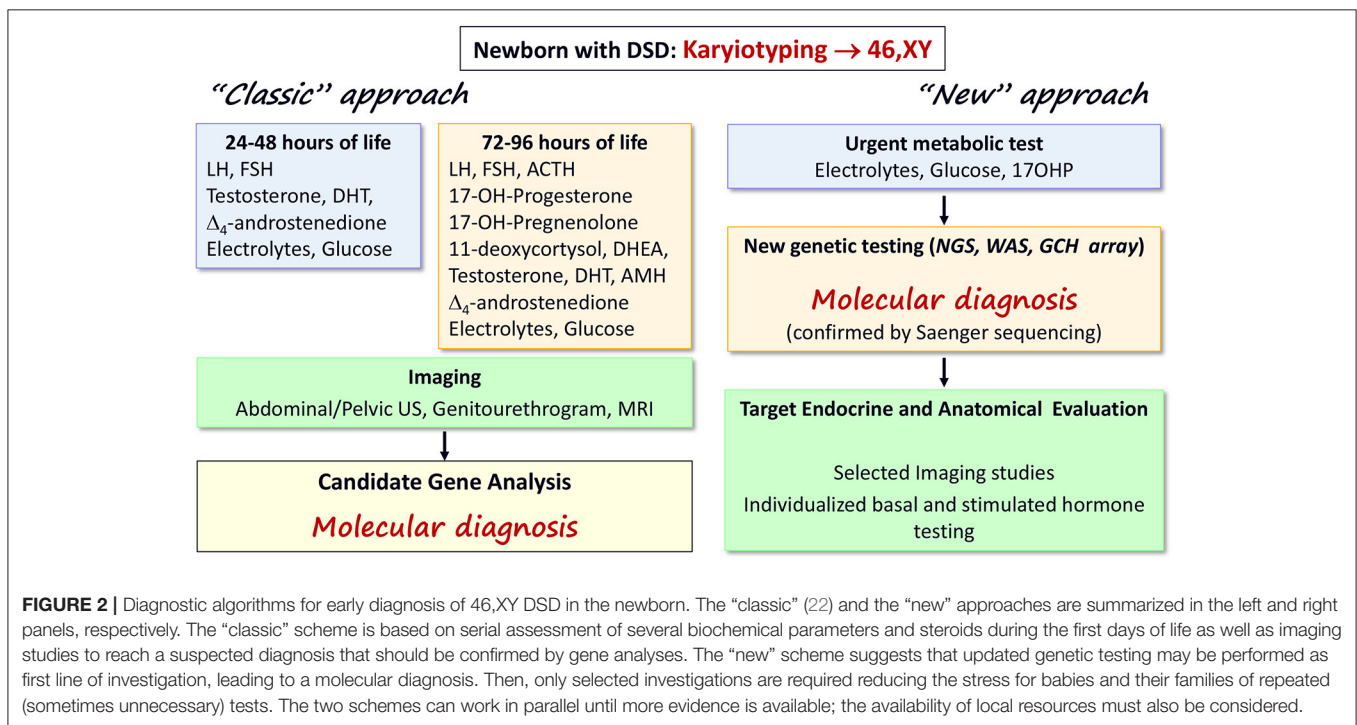 Newborn with DSD: Karyiotyping → 46,XY
“Classic” approach
24-48 hours of life
LH, FSH
Testosterone, DHT,
Δ4-androstenedione
Electrolytes, Glucose
72-96 hours of life
LH, FSH, ACTH
17-OH-Progesterone
17-OH-Pregnenolone
11-deoxycortysol, DHEA,
Testosterone, DHT, AMH
Δ4-androstenedione
Electrolytes, Glucose
Imaging
Abdominal/Pelvic US, Genitourethrogram, MRI
Candidate Gene Analysis
Molecular diagnosis
“New” approach
Urgent metabolic test
Electrolytes, Glucose, 17OHP
New genetic testing (NGS, WAS, GCH array)
Molecular diagnosis
(confirmed by Saenger sequencing)
Target Endocrine and Anatomical Evaluation
Selected Imaging studies
Individualized basal and stimulated hormone
testing
FIGURE 2 | Diagnostic algorithms for early diagnosis of 46,XY DSD in the newborn. The “classic” (22) and the “new” approaches are summarized in the left and right
panels, respectively. The “classic” scheme is based on serial assessment of several biochemical parameters and steroids during the first days of life as well as imaging
studies to reach a suspected diagnosis that should be confirmed by gene analyses. The “new” scheme suggests that updated genetic testing may be performed as
first line of investigation, leading to a molecular diagnosis. Then, only selected investigations are required reducing the stress for babies and their families of repeated
(sometimes unnecessary) tests. The two schemes can work in parallel until more evidence is available; the availability of local resources must also be considered.